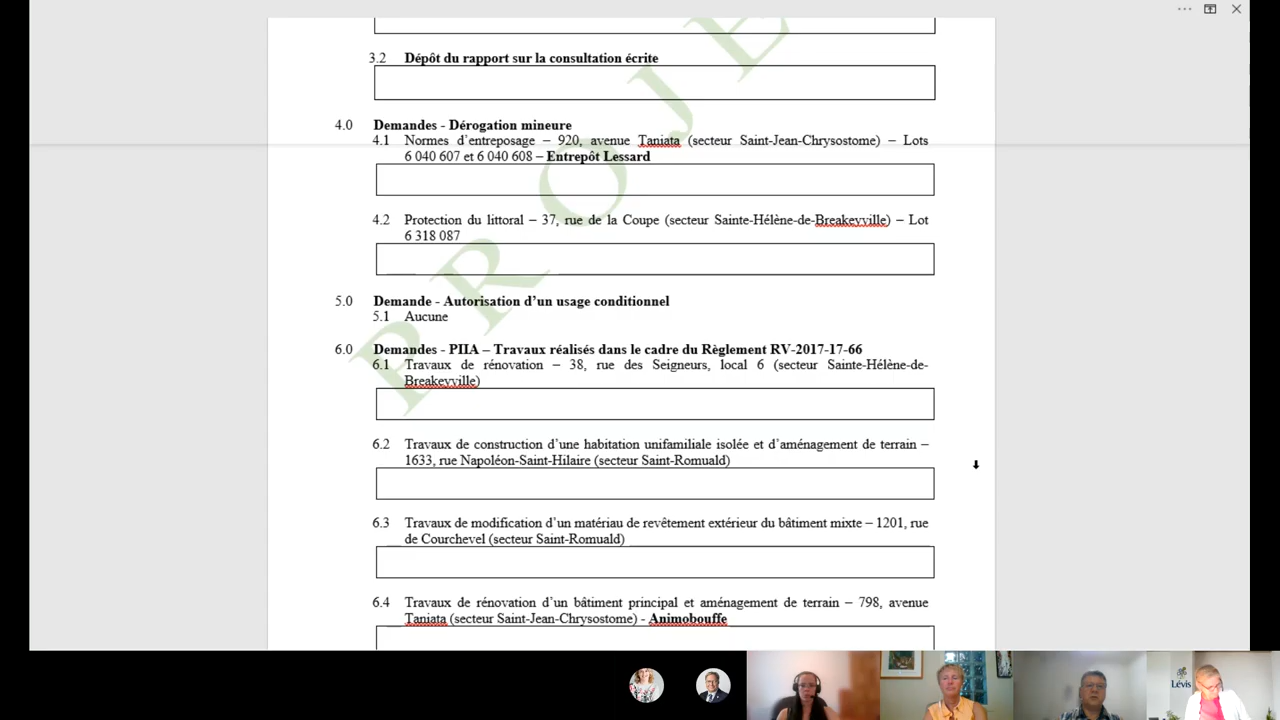 3.2 Dépôt du rapport sur la consultation écrite
4.0 Demandes - Dérogation mineure
4.1 Normes d'entreposage – 920, avenue Taniata (secteur Saint-Jean-Chrysostome) – Lots
6 040 607 et 6 040 608 – Entrepôt Lessard
4.2 Protection du littoral – 37, rue de la Coupe (secteur Sainte-Hélène-de-Breakeyville) – Lot
6 318 087
5.0 Demande - Autorisation d'un usage conditionnel
5.1 Aucune
6.0 Demandes - PIIA – Travaux réalisés dans le cadre du Règlement RV-2017-17-66
6.1 Travaux de rénovation – 38, rue des Seigneurs, local 6 (secteur Sainte-Hélène-de-
Breakeyville)
6.2 Travaux de construction d'une habitation unifamiliale isolée et d'aménagement de terrain –
1633, rue Napoléon-Saint-Hilaire (secteur Saint-Romuald)
6.3 Travaux de modification d'un matériau de revêtement extérieur du bâtiment mixte – 1201, rue
de Courchevel (secteur Saint-Romuald)
6.4 Travaux de rénovation d'un bâtiment principal et aménagement de terrain – 798, avenue
Taniata (secteur Saint-Jean-Chrysostome) - Animobouffe
PROJE
Lévis